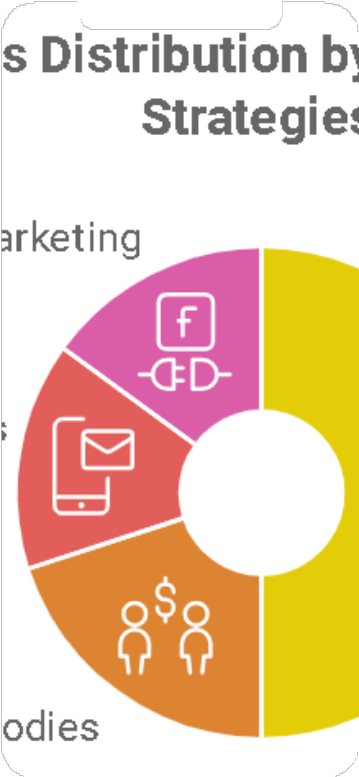 s Distribution by
Strategies
arketing
s
odies